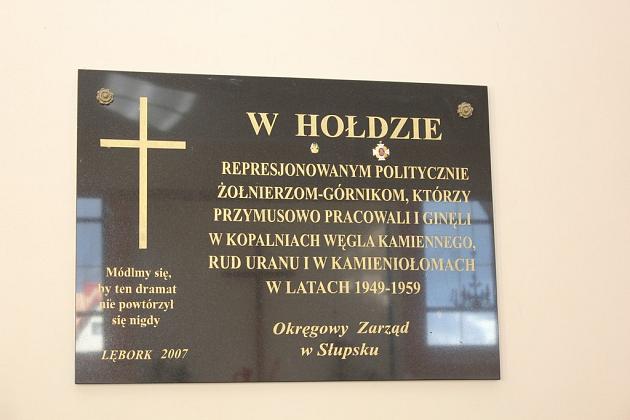 W HOŁDZIE
REPRESJONOWANYM POLITYCZNIE
ŻOŁNIERZOM-GÓRNIKOM, KTÓRZY
PRZYMUSOWO PRACOWALI I GINĘLI
W KOPALNIACH WĘGLA KAMIENNEGO,
RUD URANU I W KAMIENIOŁOMACH
W LATACH 1949-1959
Okręgowy Zarząd
w Słupsku
Módlmy się,
by ten dramat
nie powtórzył
się nigdy
LĘBORK 2007